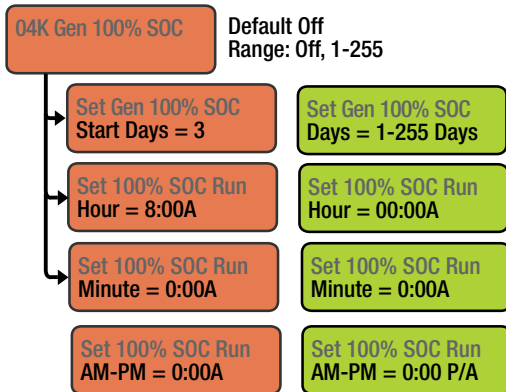 04K Gen 100% SOC
Default Off
Range: Off, 1-255
Set Gen 100% SOC
Start Days = 3
Set Gen 100% SOC
Days = 1-255 Days
Set 100% SOC Run
Hour = 8:00A
Set 100% SOC Run
Hour = 00:00A
Set 100% SOC Run
Minute = 0:00A
Set 100% SOC Run
Minute = 0:00A
Set 100% SOC Run
AM-PM = 0:00A
Set 100% SOC Run
AM-PM = 0:00 P/A